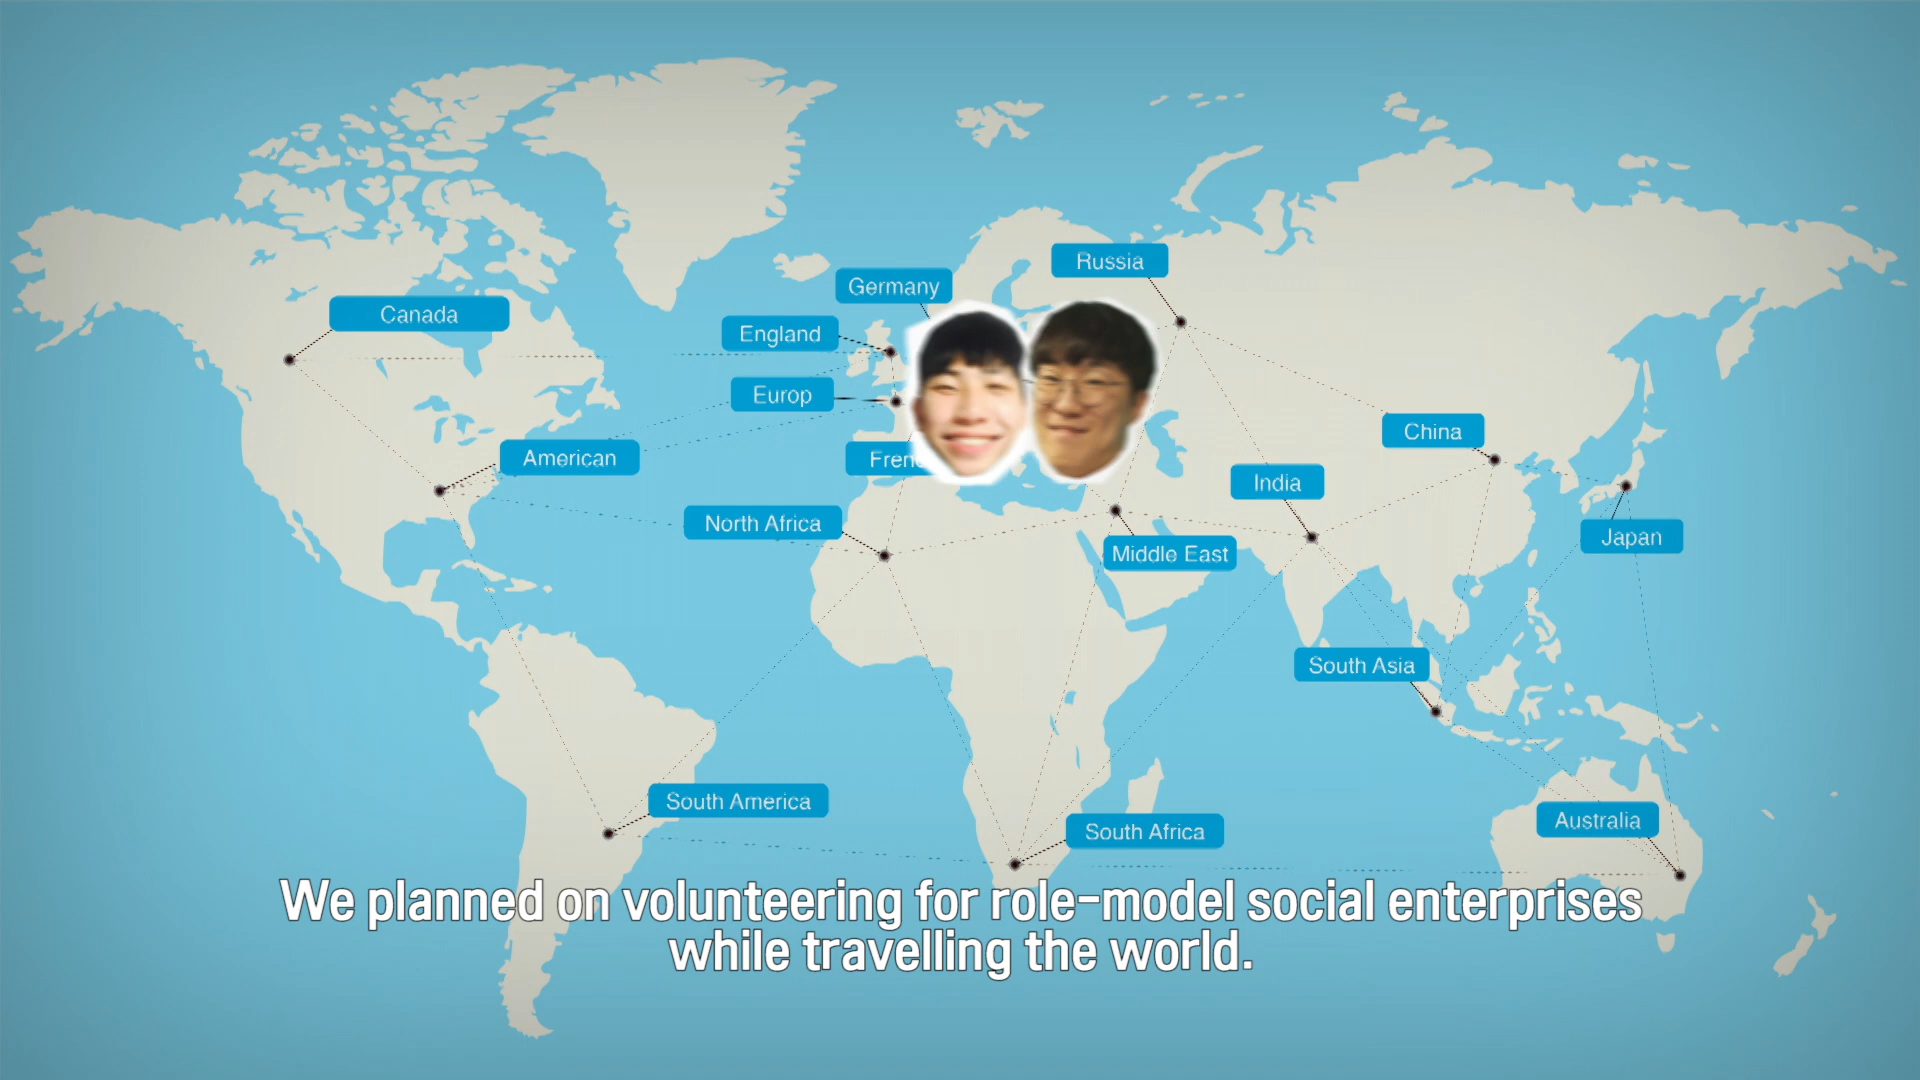 Russia
Germany
Canada
England
Europ
China
American
India
North Africa
Japan
Middle East
South Asia
South America
Australia
South Africa
We planned on volunteering for role-model social enterprises
while travelling the world.